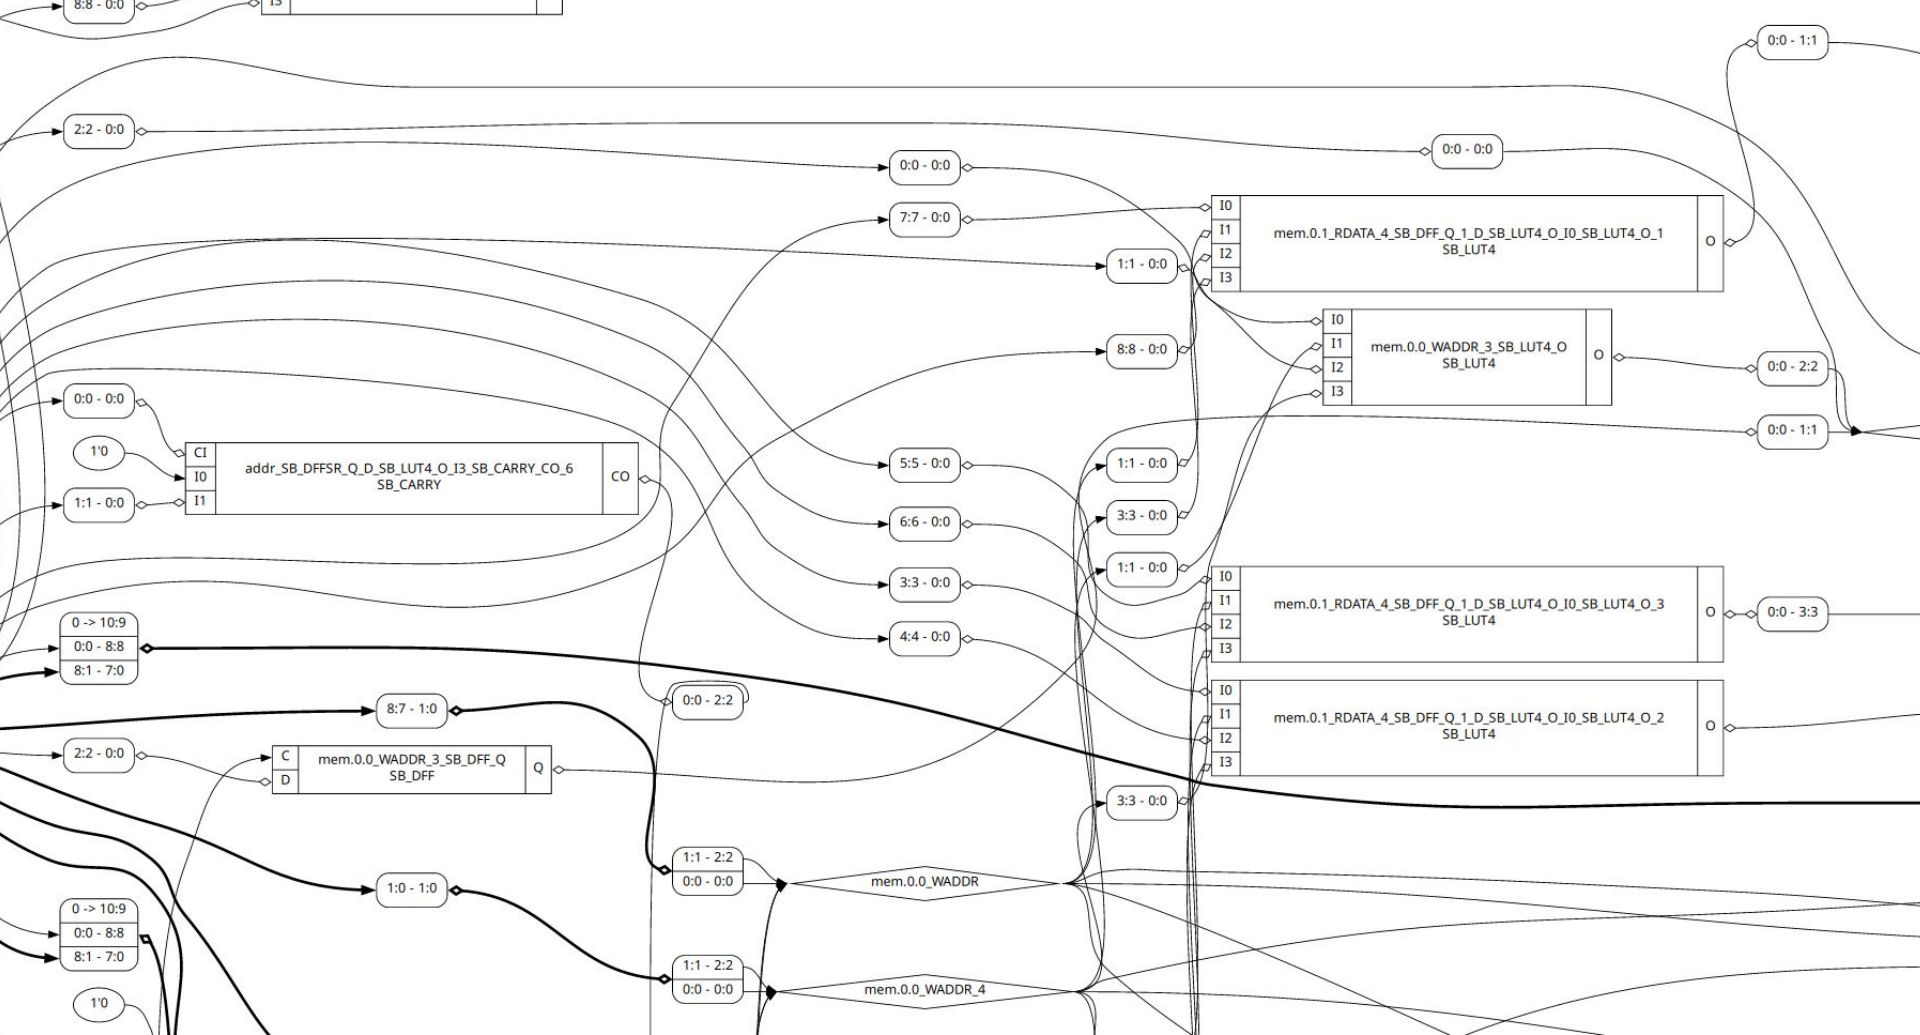 8:8 - 0:0
I3
0:0 - 1:1
2:2 - 0:0
0:0 - 0:0
0:0 - 0:0
7:7 - 0:0
I0
I1
I2
I3
mem.0.1_RDATA_4_SB_DFF_Q_1_D_SB_LUT4_O_I0_SB_LUT4_O_1
SB_LUT4
O
1:1 - 0:0
8:8 - 0:0
I0
I1
I2
I3
mem.0.0_WADDR_3_SB_LUT4_O
SB_LUT4
O
0:0 - 2:2
0:0 - 1:1
0:0 - 0:0
1'0
1:1 - 0:0
CI
I0
I1
addr_SB_DFFSR_Q_D_SB_LUT4_O_I3_SB_CARRY_CO_6
SB_CARRY
CO
5:5 - 0:0
6:6 - 0:0
3:3 - 0:0
4:4 - 0:0
1:1 - 0:0
3:3 - 0:0
1:1 - 0:0
I0
I1
I2
I3
mem.0.1_RDATA_4_SB_DFF_Q_1_D_SB_LUT4_O_I0_SB_LUT4_O_3
SB_LUT4
O
0:0 - 3:3
0 -> 10:9
0:0 - 8:8
8:1 - 7:0
8:7 - 1:0
0:0 - 2:2
I0
I1
I2
I3
mem.0.1_RDATA_4_SB_DFF_Q_1_D_SB_LUT4_O_I0_SB_LUT4_O_2
SB_LUT4
O
2:2 - 0:0
C
D
mem.0.0_WADDR_3_SB_DFF_Q
SB_DFF
Q
3:3 - 0:0
1:0 - 1:0
1:1 - 2:2
0:0 - 0:0
mem.0.0_WADDR
0 -> 10:9
0:0 - 8:8
8:1 - 7:0
1:1 - 2:2
0:0 - 0:0
mem.0.0_WADDR_4
1'0